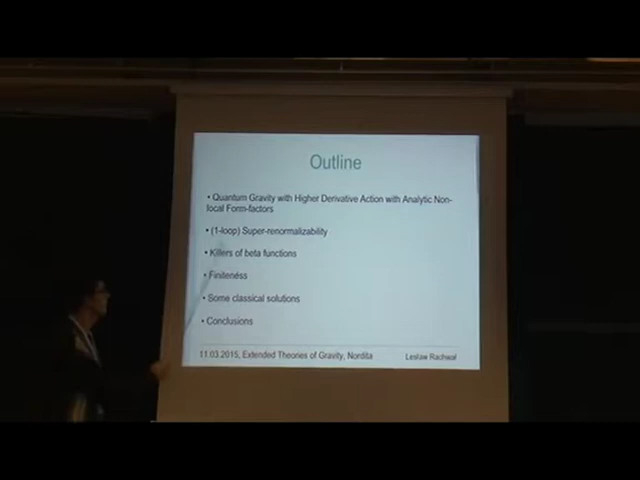 Outline
• Quantum Gravity with Higher Derivative Action with Analytic Non-
local Form-factors
• (1-loop) Super-renormalizability
• Killers of beta functions
• Finiteness
• Some classical solutions
• Conclusions
11.03.2015, Extended Theories of Gravity, Nordita Leslaw Rachwal